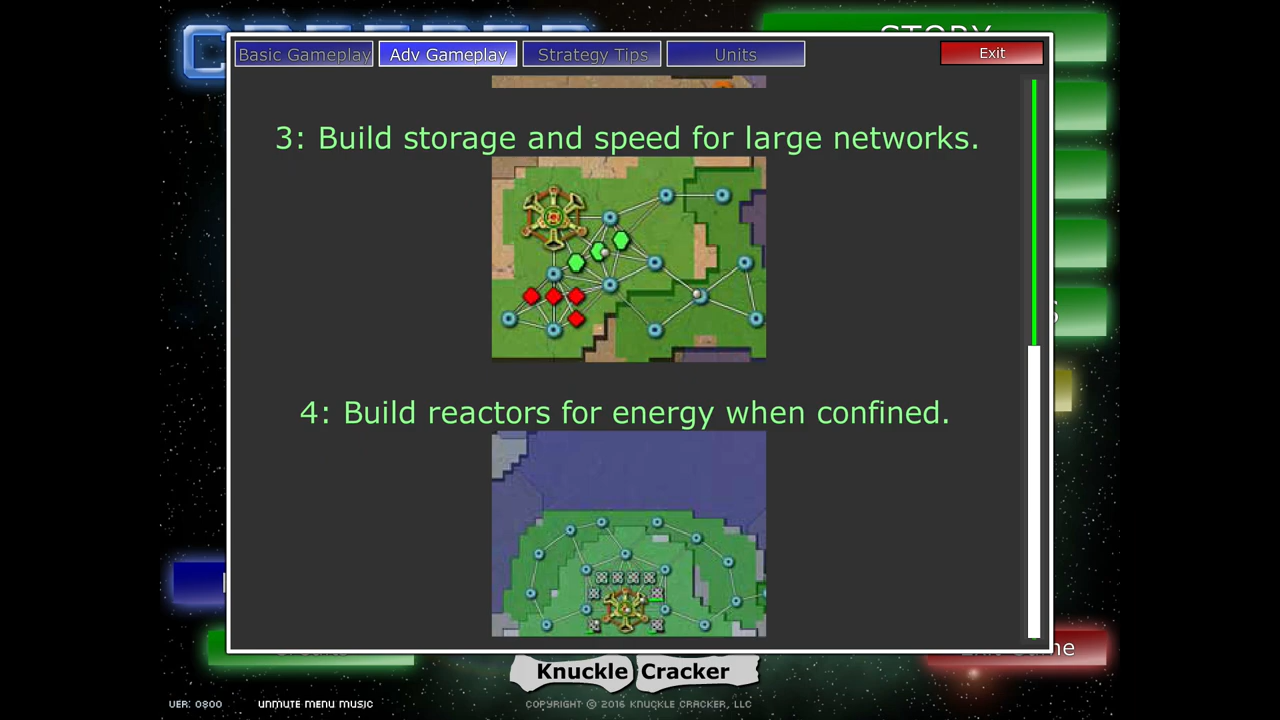 STORY
Basic Gameplay
Adv Gameplay
Strategy Tips
Units
Exit
3: Build storage and speed for large networks.
4: Build reactors for energy when confined.
Knuckle Cracker
VER: 0800
UNMUTE MENU MUSIC
COPYRIGHT © 2016 KNUCKLE CRACKER, LLC